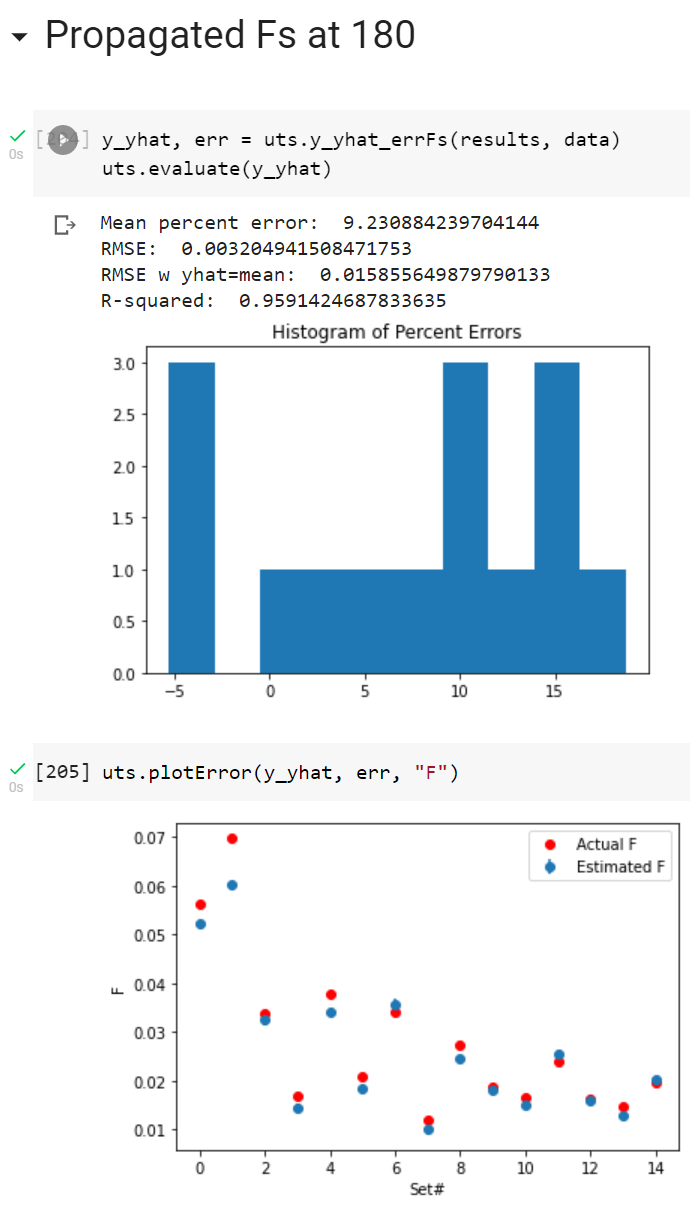 Propagated Fs at 180
0s
y_yhat, err = uts.y_yhat_errFs(results, data)
uts.evaluate(y_yhat)
Mean percent error:  9.230884239704144
RMSE:  0.003204941508471753
RMSE w yhat=mean:  0.015855649879790133
R-squared:  0.9591424687833635
Histogram of Percent Errors
3.0
2.5
2.0
1.5
1.0
0.5
0.0
−5 0 5 10 15
[205] uts.plotError(y_yhat, err, "F")
0s
0.07
0.06
0.05
0.04
0.03
0.02
0.01
F
Actual F
Estimated F
0 2 4 6 8 10 12 14
Set#